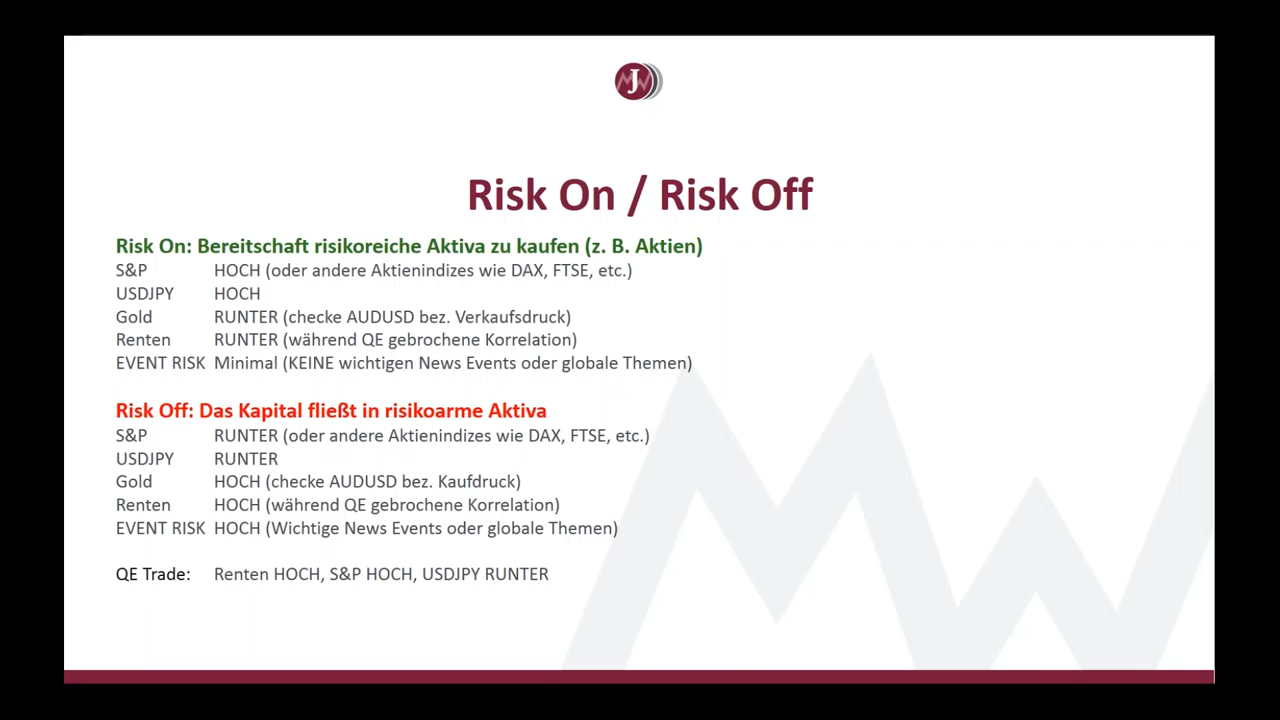 J
Risk On / Risk Off
Risk On: Bereitschaft risikoreiche Aktiva zu kaufen (z. B. Aktien)
S&P HOCH (oder andere Aktienindizes wie DAX, FTSE, etc.)
USDJPY HOCH
Gold RUNTER (checke AUDUSD bez. Verkaufsdruck)
Renten RUNTER (während QE gebrochene Korrelation)
EVENT RISK Minimal (KEINE wichtigen News Events oder globale Themen)
Risk Off: Das Kapital fließt in risikoarme Aktiva
S&P RUNTER (oder andere Aktienindizes wie DAX, FTSE, etc.)
USDJPY RUNTER
Gold HOCH (checke AUDUSD bez. Kaufdruck)
Renten HOCH (während QE gebrochene Korrelation)
EVENT RISK HOCH (Wichtige News Events oder globale Themen)
QE Trade: Renten HOCH, S&P HOCH, USDJPY RUNTER